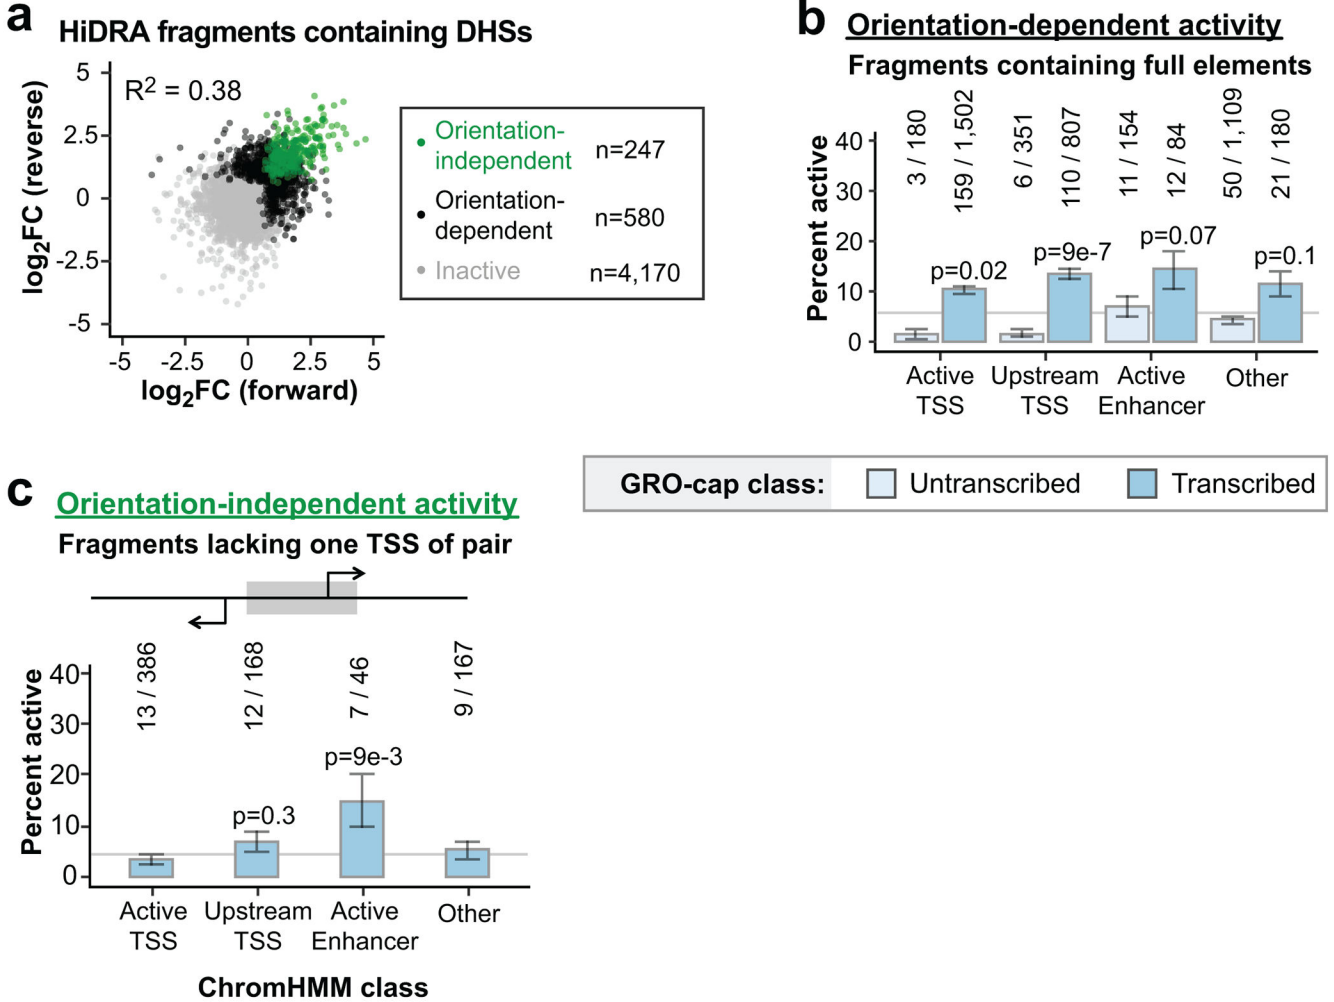 a
HiDRA fragments containing DHSs
R2 = 0.38
log2FC (reverse)
5
2.5
0
-2.5
-5
-5 -2.5 0 2.5 5
log2FC (forward)
Orientation-
independent n=247
Orientation-
dependent n=580
Inactive n=4,170
b
Orientation-dependent activity
Fragments containing full elements
3 / 180
159 / 1,502
6 / 351
110 / 807
11 / 154
12 / 84
50 / 1,109
21 / 180
Percent active
40
30
20
10
0
p=0.02
p=9e-7
p=0.07
p=0.1
Active
TSS
Upstream
TSS
Active
Enhancer
Other
GRO-cap class: Untranscribed Transcribed
c
Orientation-independent activity
Fragments lacking one TSS of pair
13 / 386
12 / 168
7 / 46
9 / 167
Percent active
40
30
20
10
0
p=0.3
p=9e-3
Active
TSS
Upstream
TSS
Active
Enhancer
Other
ChromHMM class